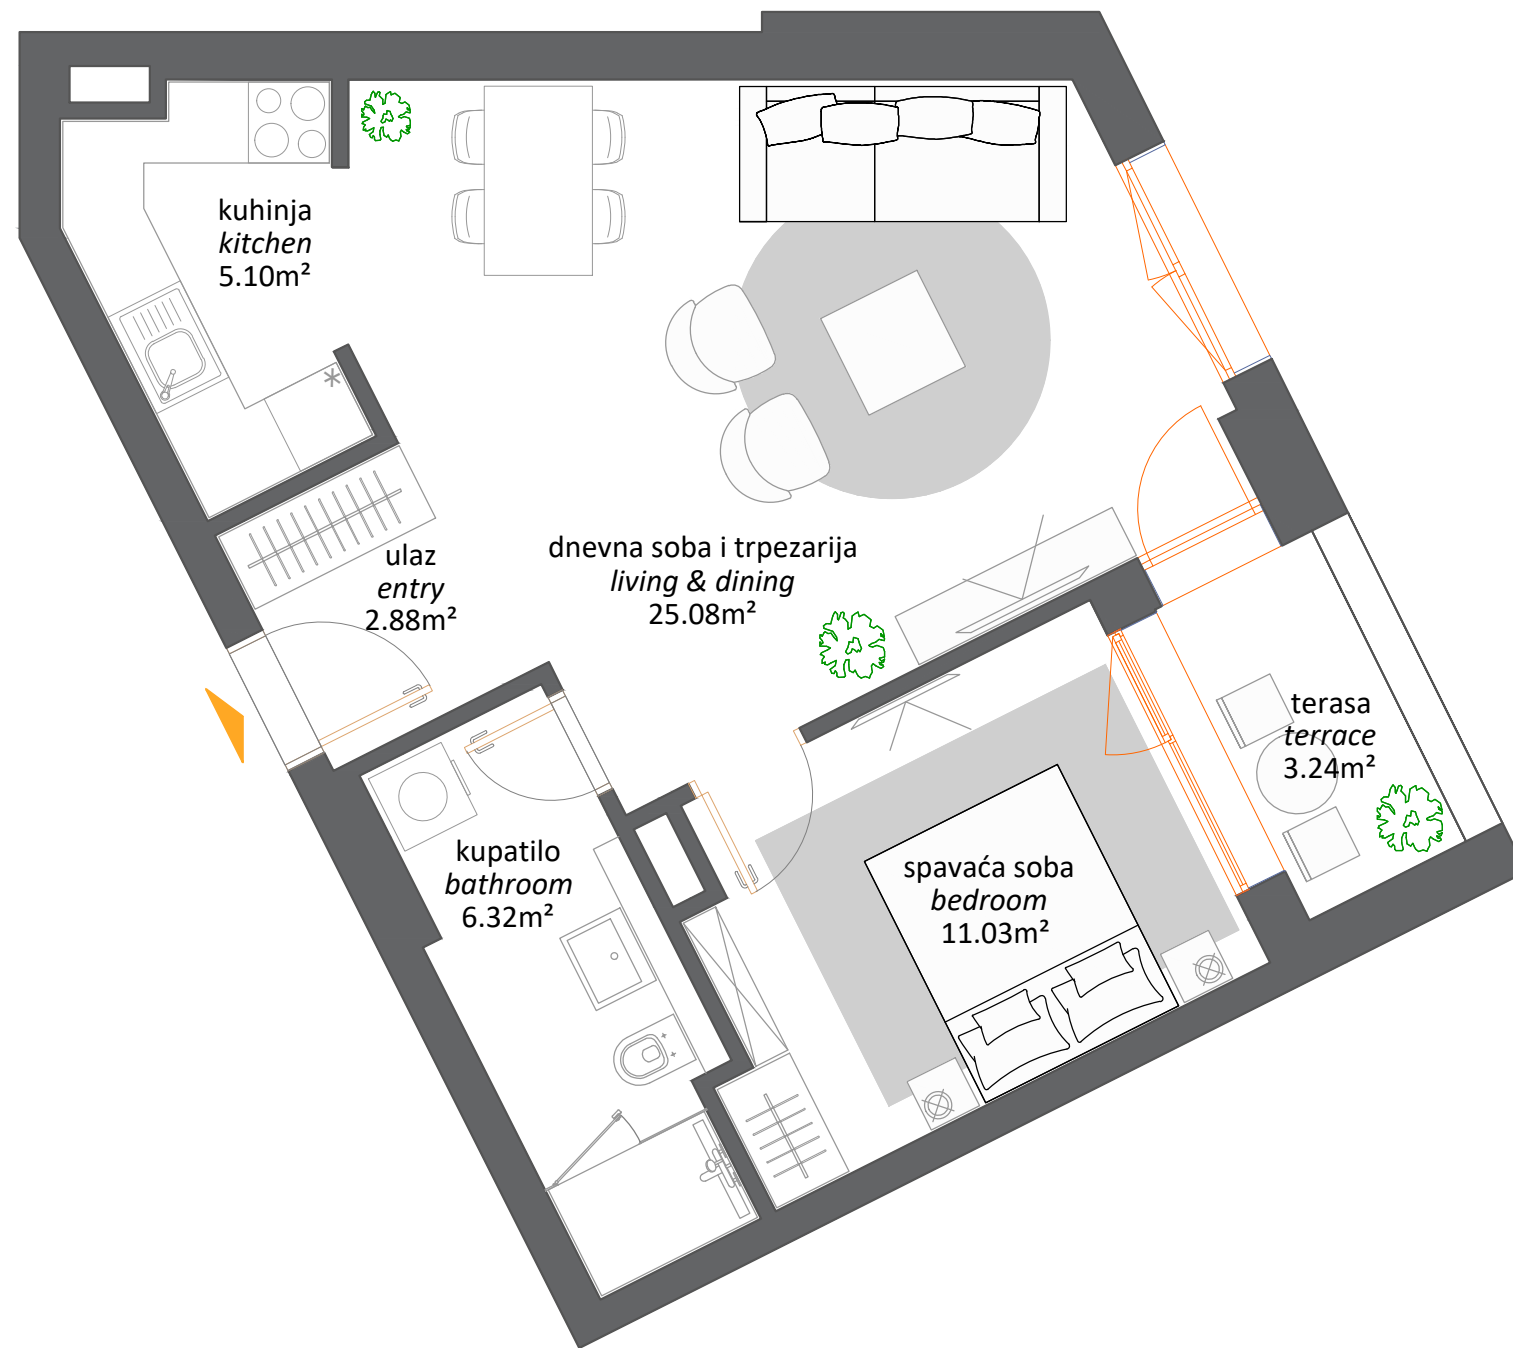 kuhinja
kitchen
5.10m²
ulaz
entry
2.88m²
dnevna soba i trpezarija
living & dining
25.08m²
terasa
terrace
3.24m²
kupatilo
bathroom
6.32m²
spavaća soba
bedroom
11.03m²